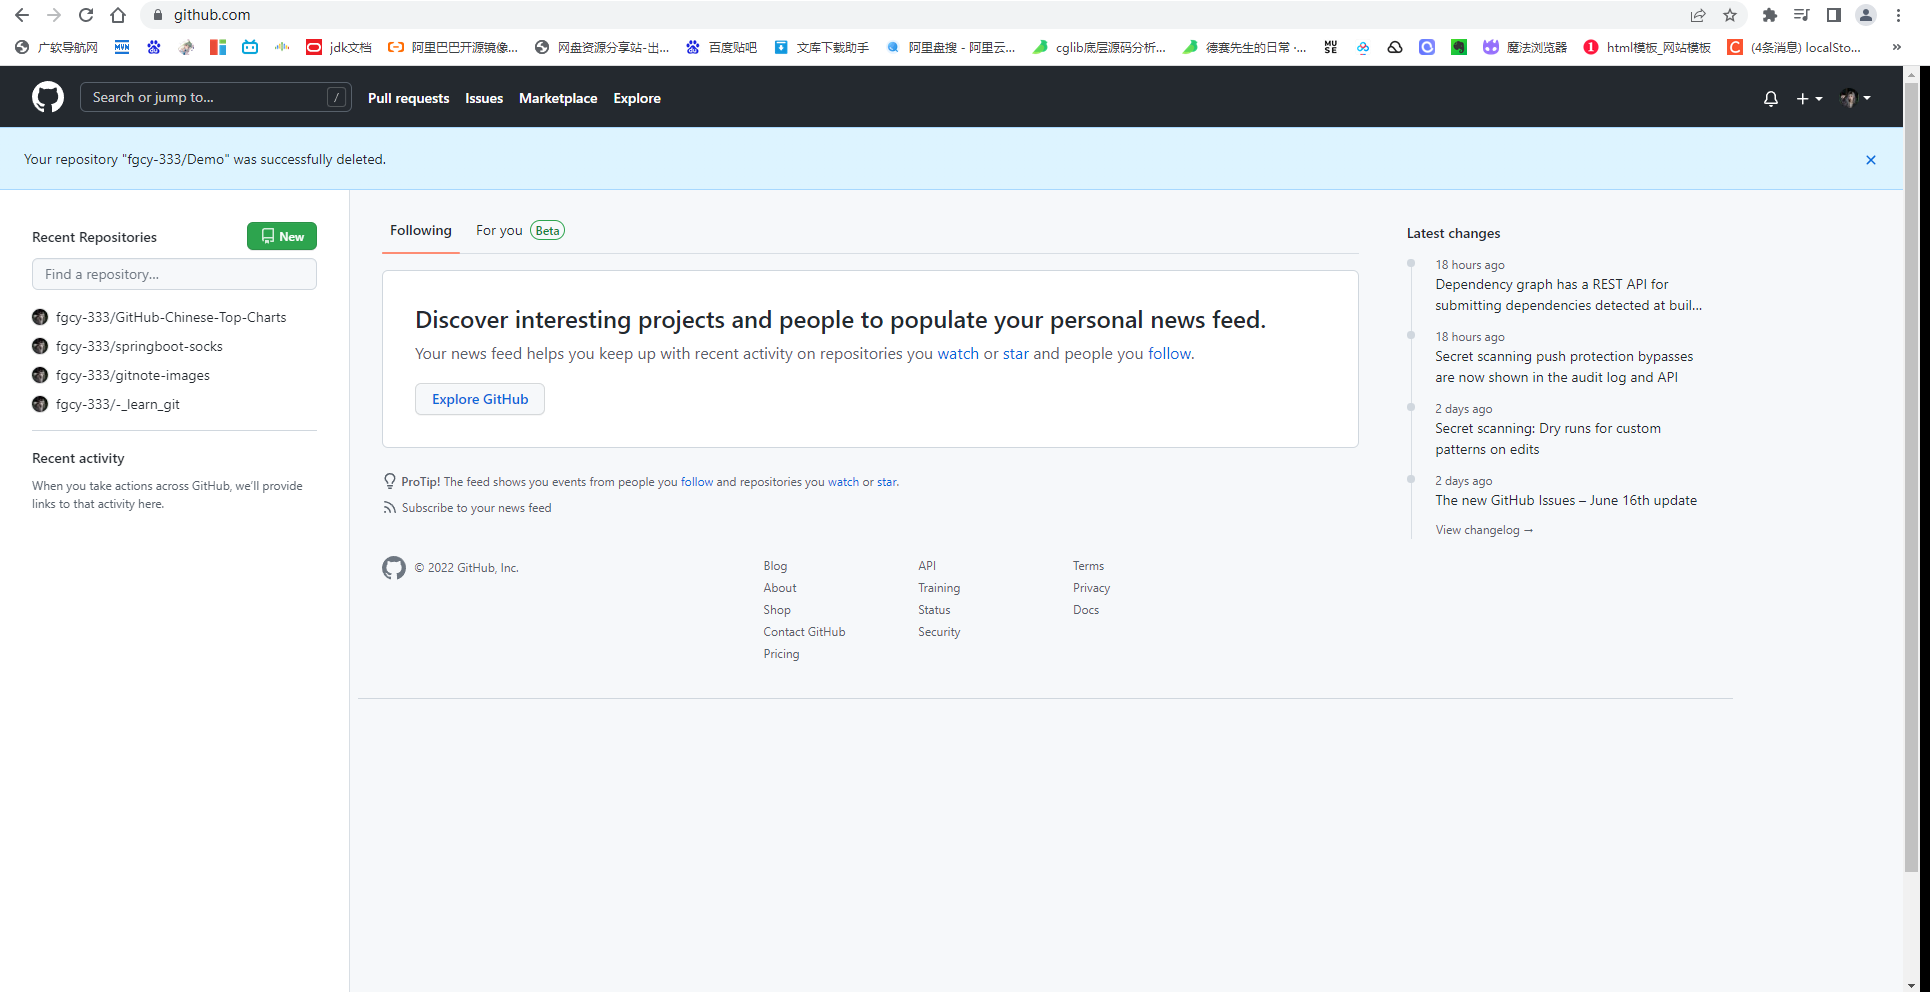 github.com
广软导航网
MVN
jdk文档
阿里巴巴开源镜像...
网盘资源分享站-出...
百度贴吧
文库下载助手
阿里盘搜 - 阿里云...
cglib底层源码分析...
德赛先生的日常 ·...
MUSE
魔法浏览器
html模板_网站模板
(4条消息) localSto...
»
Search or jump to...
/
Pull requests
Issues
Marketplace
Explore
Your repository "fgcy-333/Demo" was successfully deleted.
Recent Repositories
New
Find a repository...
fgcy-333/GitHub-Chinese-Top-Charts
fgcy-333/springboot-socks
fgcy-333/gitnote-images
fgcy-333/-_learn_git
Recent activity
When you take actions across GitHub, we’ll provide
links to that activity here.
Following
For you
Beta
Discover interesting projects and people to populate your personal news feed.
Your news feed helps you keep up with recent activity on repositories you watch or star and people you follow.
Explore GitHub
ProTip! The feed shows you events from people you follow and repositories you watch or star.
Subscribe to your news feed
© 2022 GitHub, Inc.
Blog
About
Shop
Contact GitHub
Pricing
API
Training
Status
Security
Terms
Privacy
Docs
Latest changes
18 hours ago
Dependency graph has a REST API for
submitting dependencies detected at buil...
18 hours ago
Secret scanning push protection bypasses
are now shown in the audit log and API
2 days ago
Secret scanning: Dry runs for custom
patterns on edits
2 days ago
The new GitHub Issues – June 16th update
View changelog →